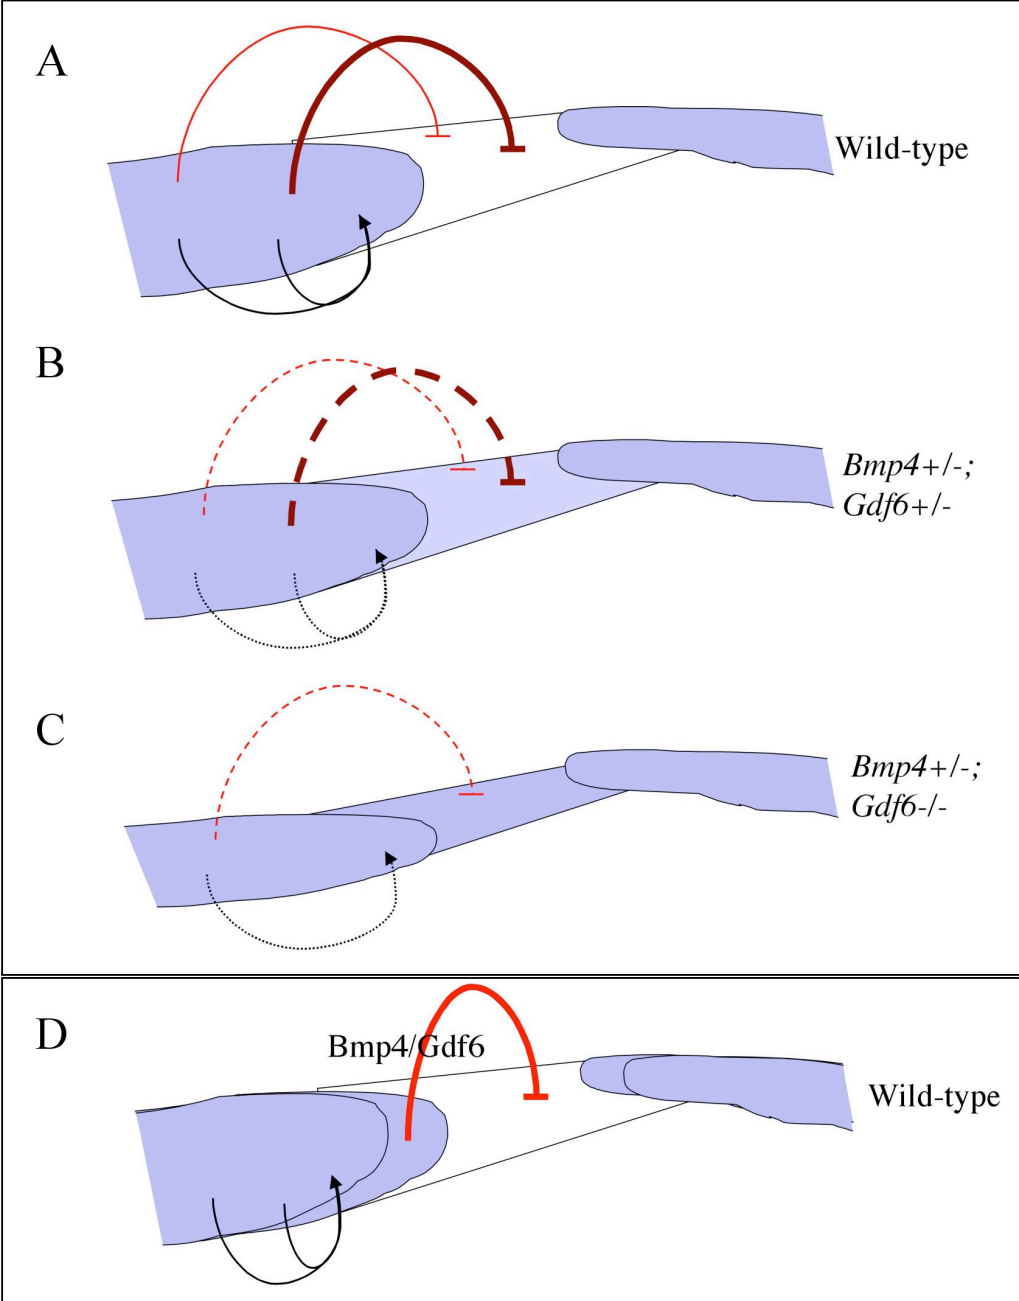 A
Wild-type
B
Bmp4+/-;
Gdf6+/-
C
Bmp4+/-;
Gdf6-/-
D
Bmp4/Gdf6
Wild-type